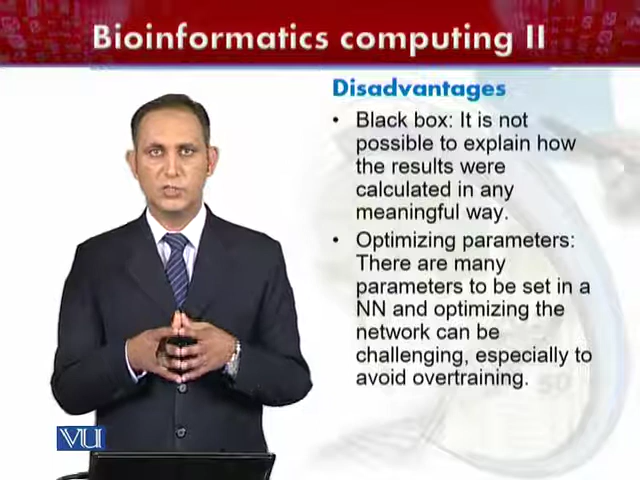 Bioinformatics computing II
Disadvantages
• Black box: It is not
possible to explain how
the results were
calculated in any
meaningful way.
• Optimizing parameters:
There are many
parameters to be set in a
NN and optimizing the
network can be
challenging, especially to
avoid overtraining.
VU